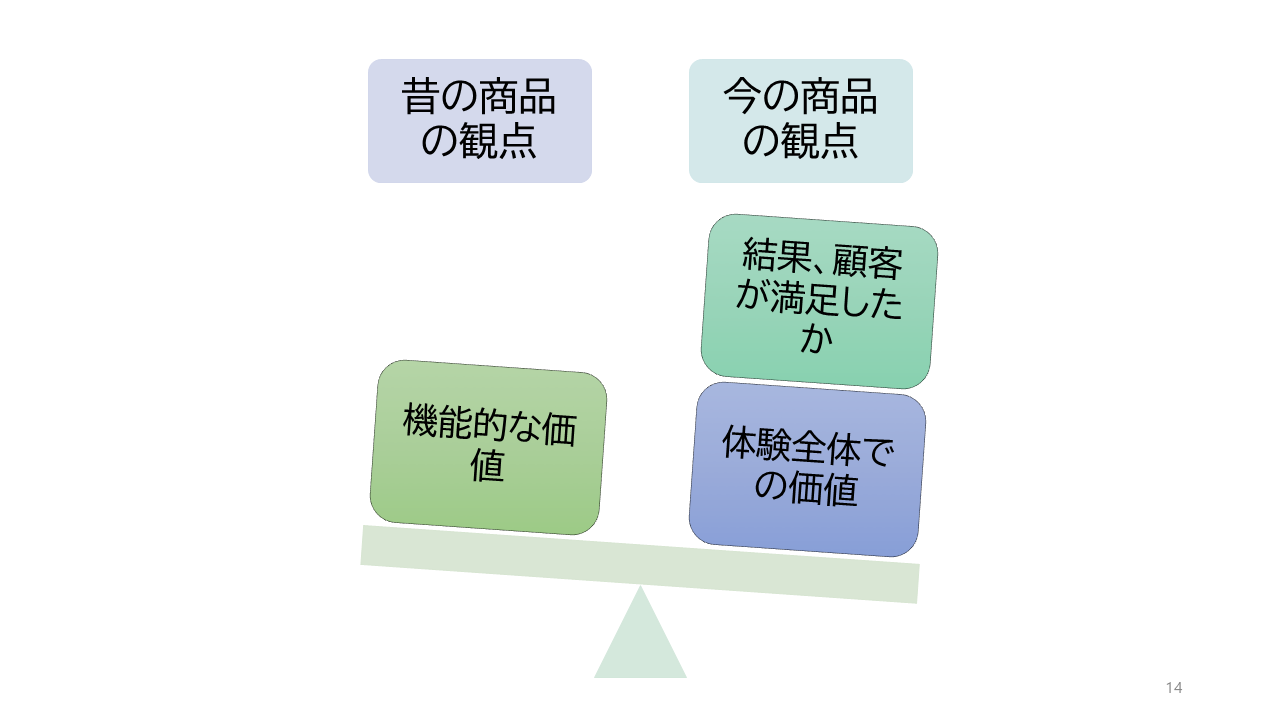 昔の商品
の観点
今の商品
の観点
結果、顧客
が満足した
か
機能的な価
値
体験全体で
の価値
14